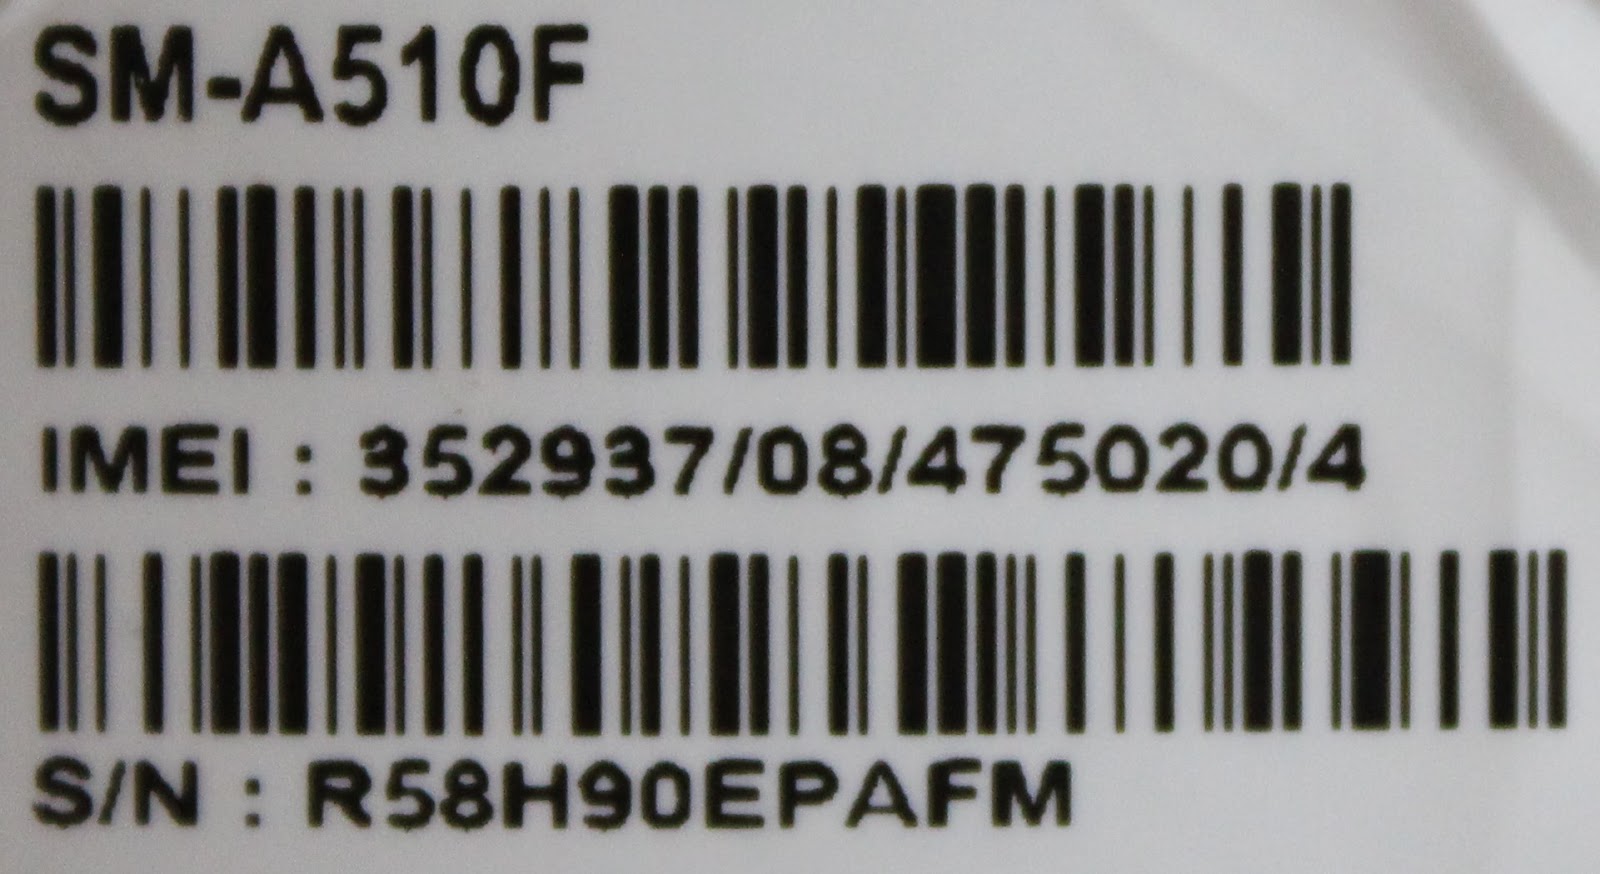 SM-A510F
IMEI : 352937/08/475020/4
S/N : R58H90EPAFM